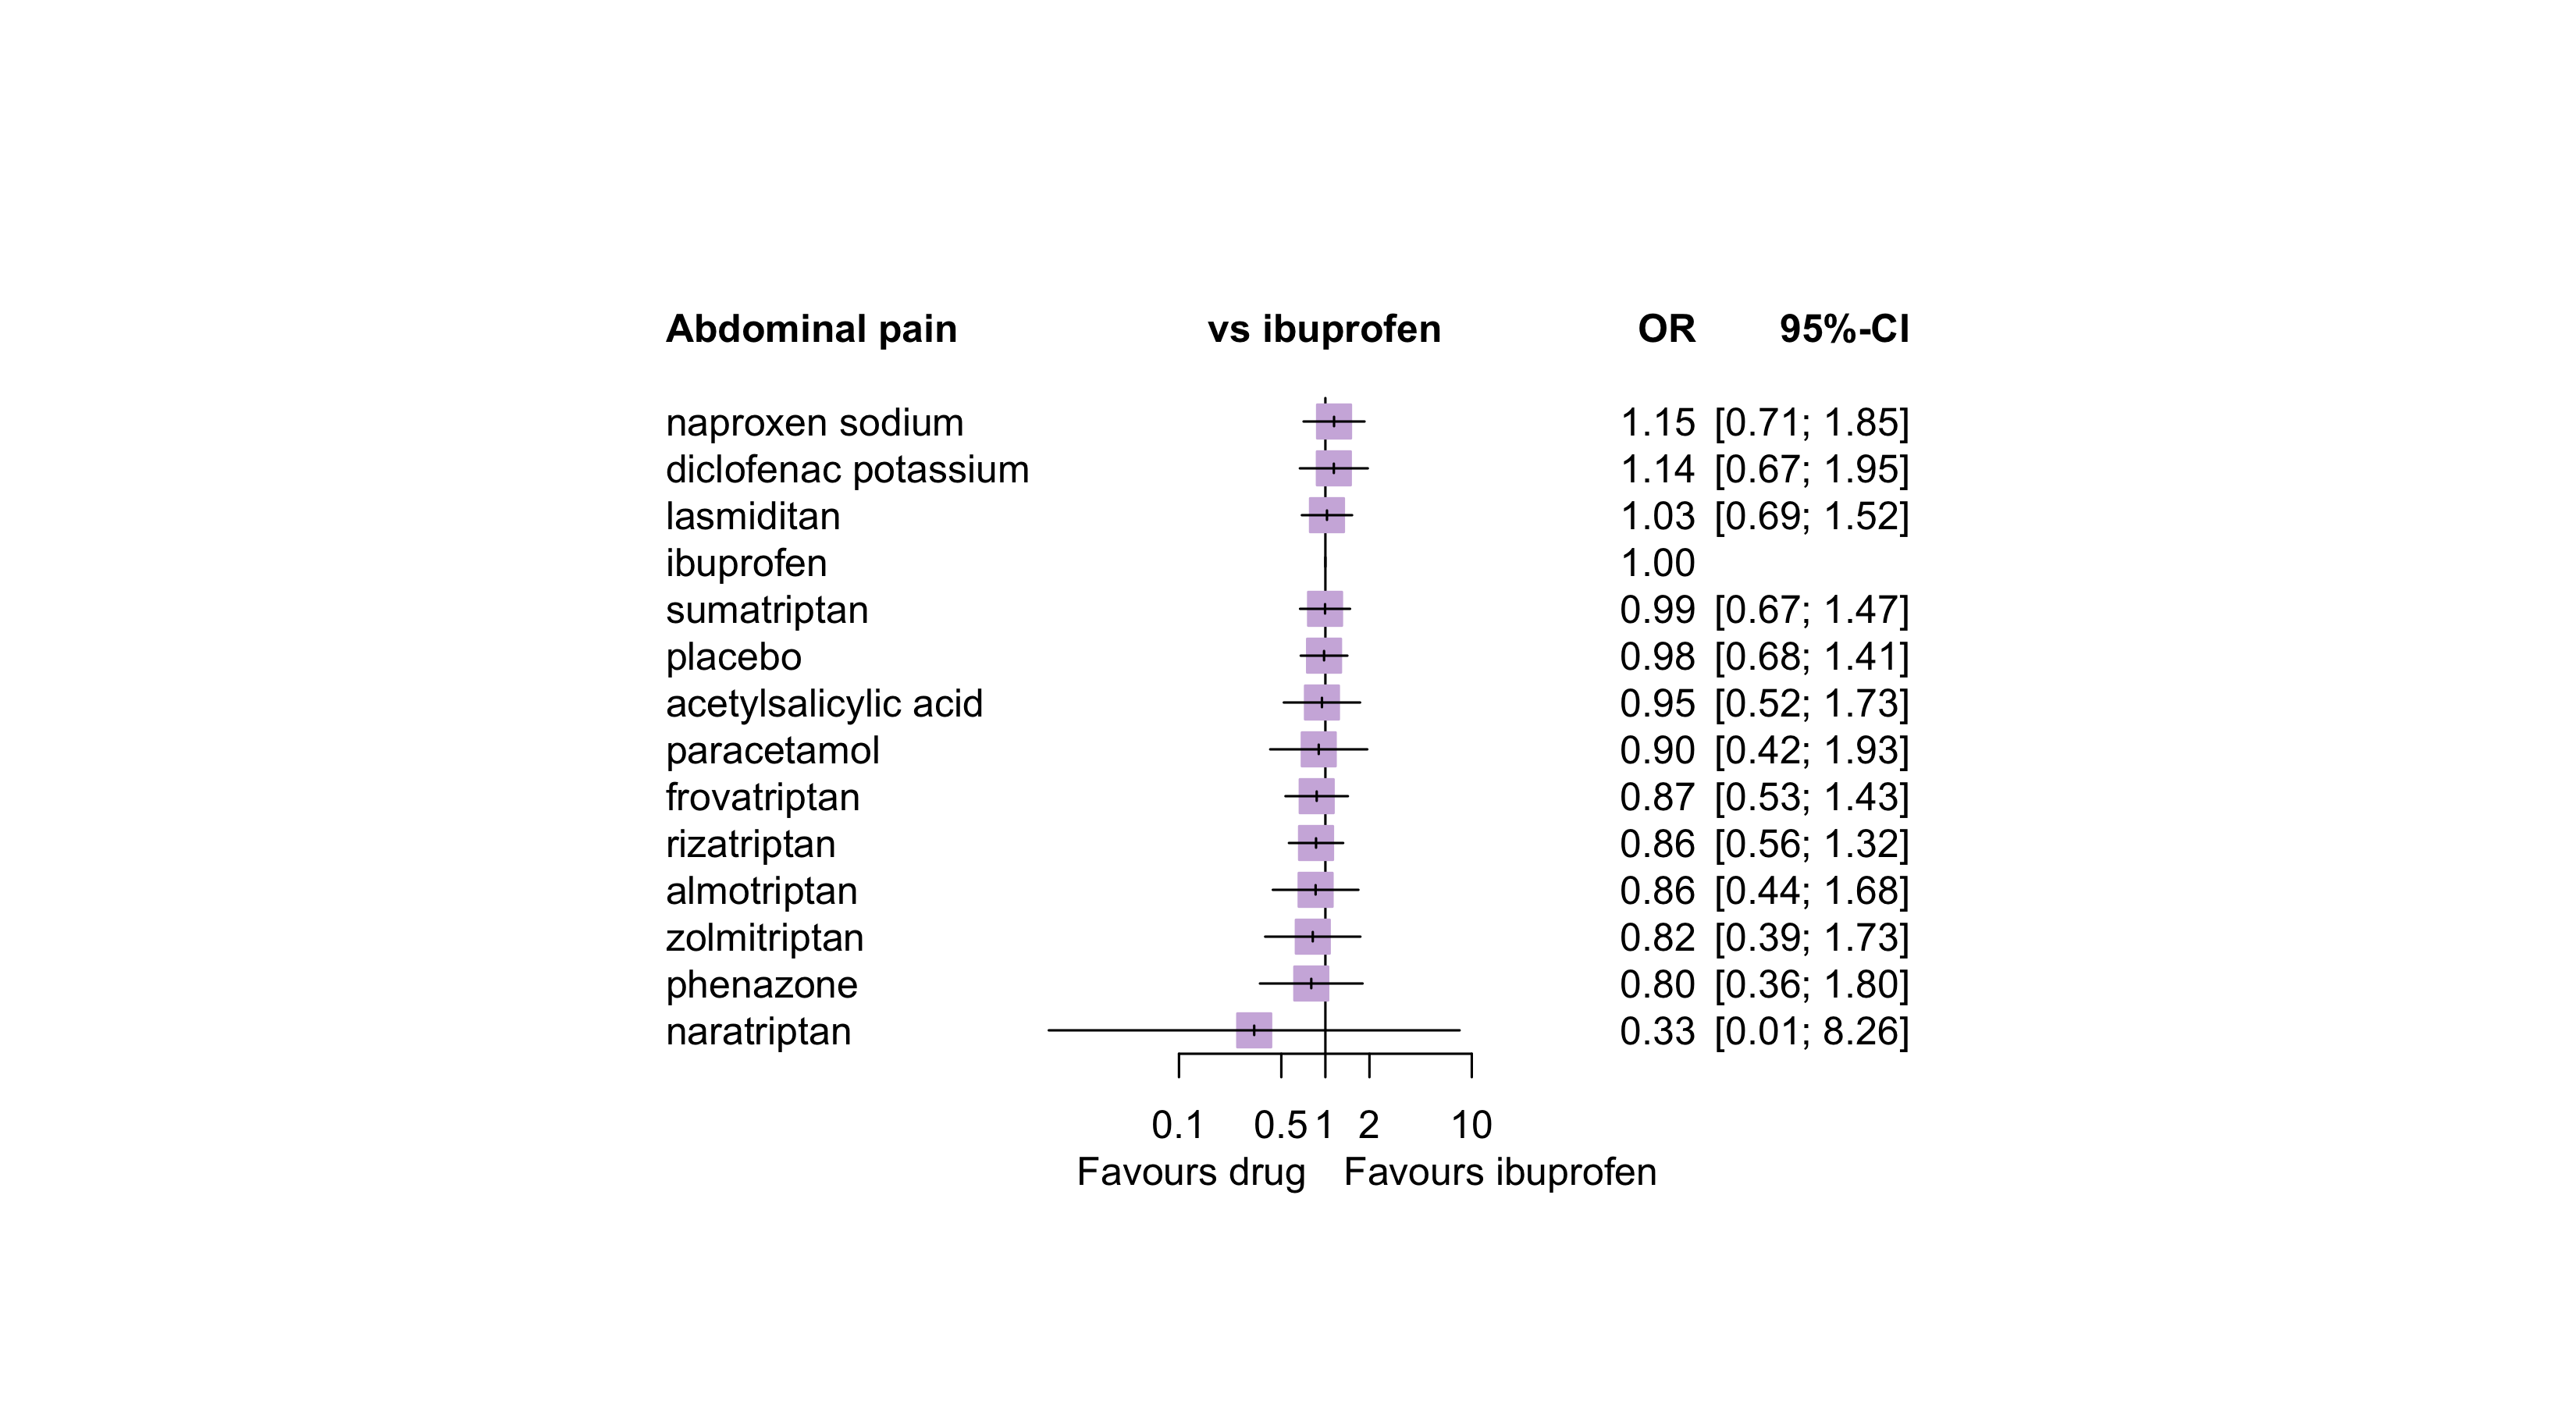 Abdominal pain vs ibuprofen OR 95%-CI
naproxen sodium 1.15 [0.71; 1.85]
diclofenac potassium 1.14 [0.67; 1.95]
lasmiditan 1.03 [0.69; 1.52]
ibuprofen 1.00
sumatriptan 0.99 [0.67; 1.47]
placebo 0.98 [0.68; 1.41]
acetylsalicylic acid 0.95 [0.52; 1.73]
paracetamol 0.90 [0.42; 1.93]
frovatriptan 0.87 [0.53; 1.43]
rizatriptan 0.86 [0.56; 1.32]
almotriptan 0.86 [0.44; 1.68]
zolmitriptan 0.82 [0.39; 1.73]
phenazone 0.80 [0.36; 1.80]
naratriptan 0.33 [0.01; 8.26]
0.1 0.5 1 2 10
Favours drug Favours ibuprofen